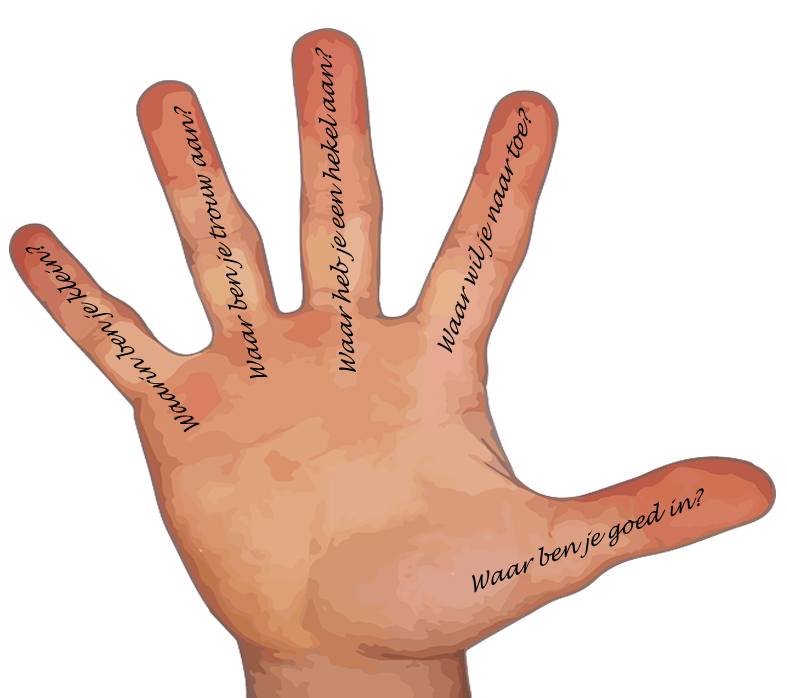 Waarin ben je klein?
Waar ben je trouw aan?
Waar heb je een hekel aan?
Waar wil je naar toe?
Waar ben je goed in?